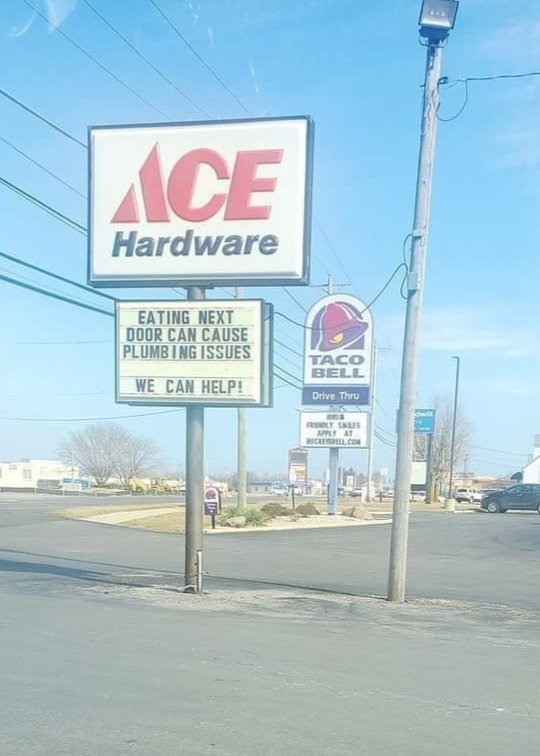 ACE
Hardware
EATING NEXT
DOOR CAN CAUSE
PLUMBING ISSUES
WE CAN HELP!
TACO
BELL
Drive Thru
FRIENDLY SMILES
APPLY AT